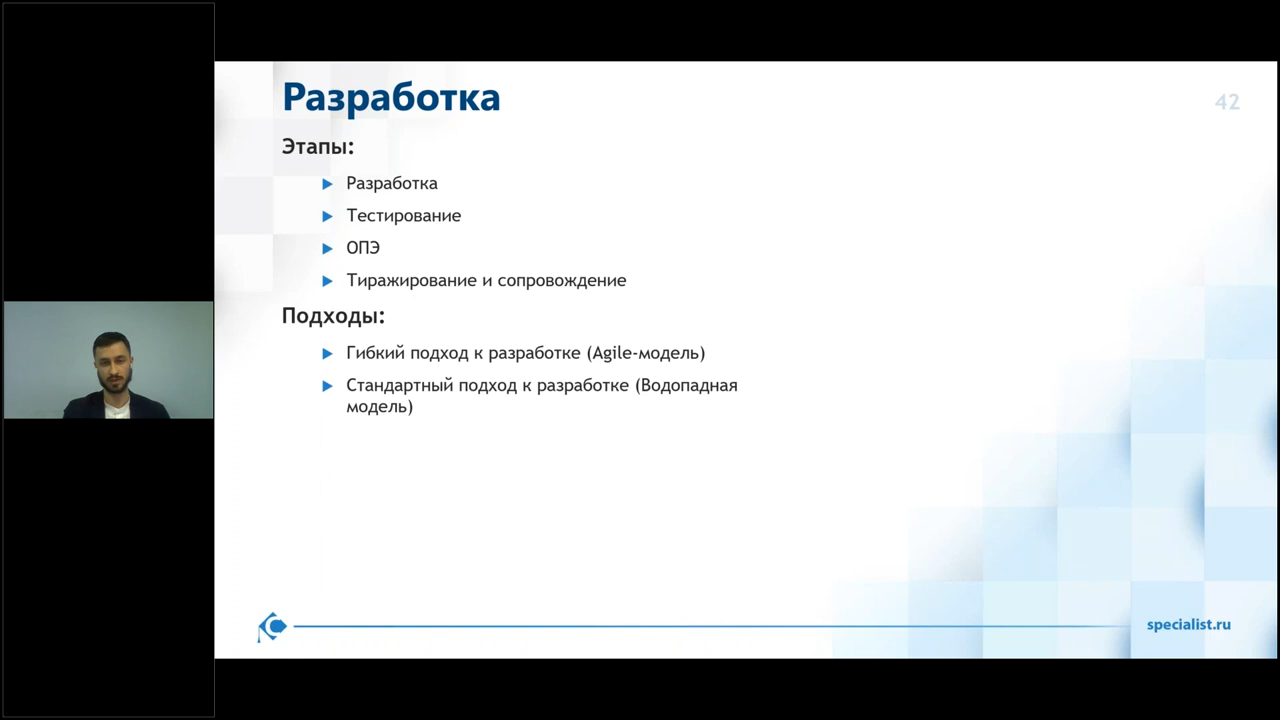 Разработка
42
Этапы:
Разработка
Тестирование
ОПЭ
Тиражирование и сопровождение
Подходы:
Гибкий подход к разработке (Agile-модель)
Стандартный подход к разработке (Водопадная
модель)
specialist.ru